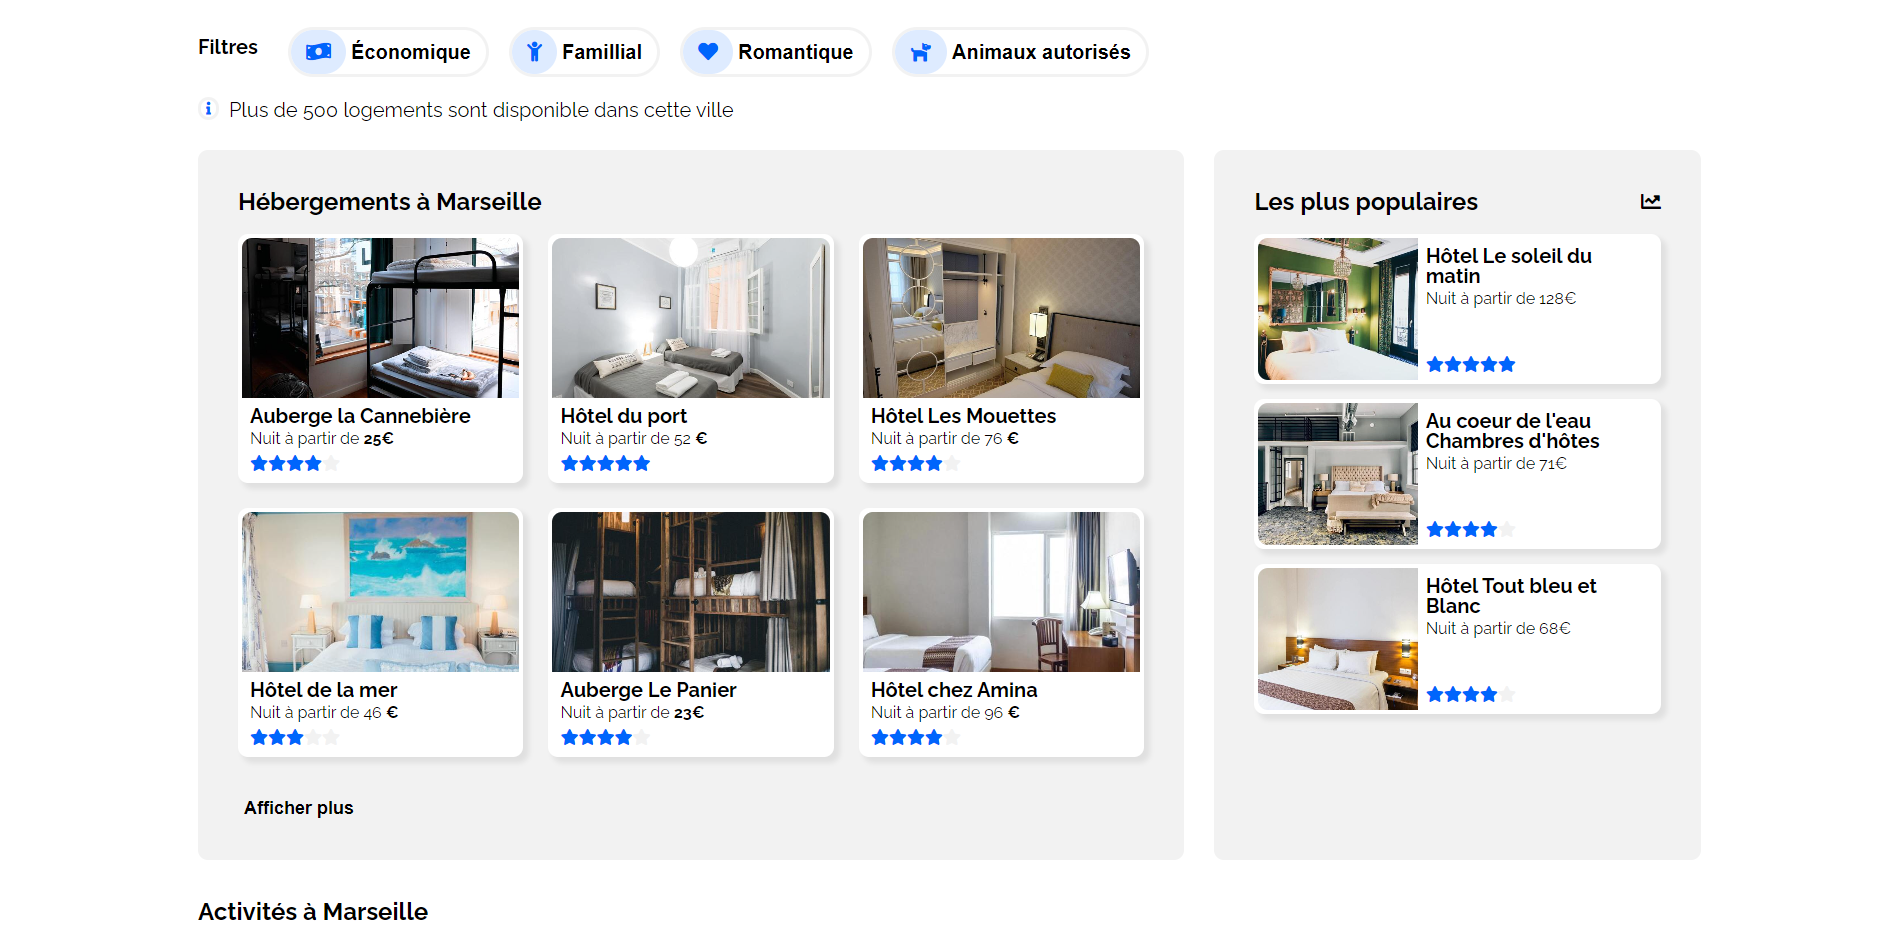 Filtres
Économique
Famillial
Romantique
Animaux autorisés
Plus de 500 logements sont disponible dans cette ville
Hébergements à Marseille
Auberge la Cannebière
Nuit à partir de 25€
Hôtel du port
Nuit à partir de 52 €
Hôtel Les Mouettes
Nuit à partir de 76 €
Hôtel de la mer
Nuit à partir de 46 €
Auberge Le Panier
Nuit à partir de 23€
Hôtel chez Amina
Nuit à partir de 96 €
Afficher plus
Les plus populaires
Hôtel Le soleil du
matin
Nuit à partir de 128€
Au coeur de l'eau
Chambres d'hôtes
Nuit à partir de 71€
Hôtel Tout bleu et
Blanc
Nuit à partir de 68€
Activités à Marseille